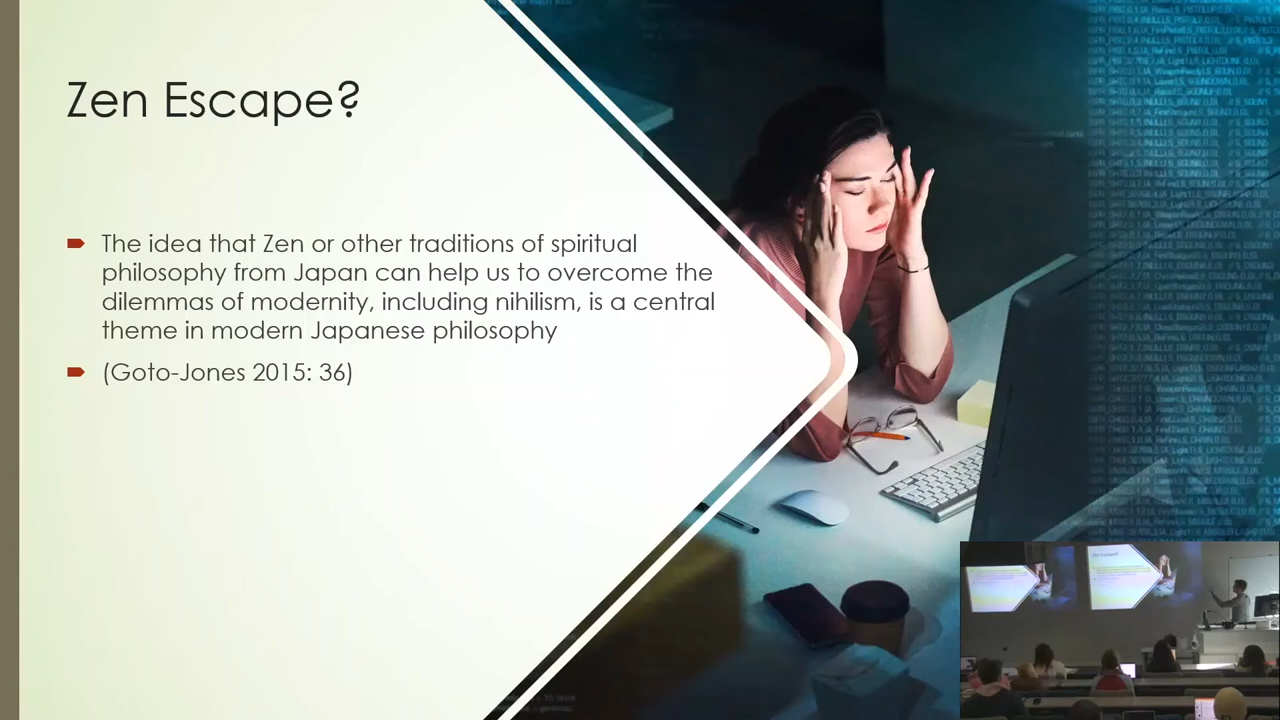 Zen Escape?
The idea that Zen or other traditions of spiritual
philosophy from Japan can help us to overcome the
dilemmas of modernity, including nihilism, is a central
theme in modern Japanese philosophy
(Goto-Jones 2015: 36)